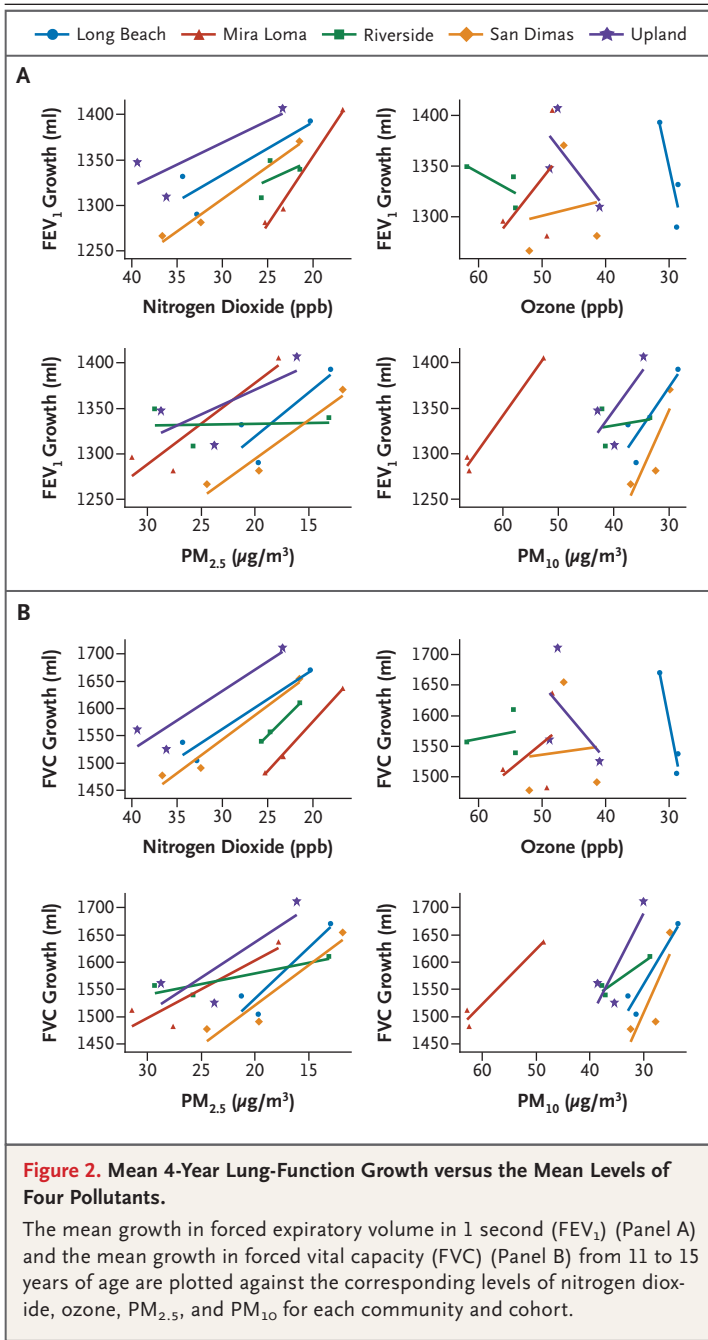 Long Beach Mira Loma Riverside San Dimas Upland
A
FEV1 Growth (ml)
1400
1350
1300
1250
40 35 30 25 20
Nitrogen Dioxide (ppb)
FEV1 Growth (ml)
1400
1350
1300
60 50 40 30
Ozone (ppb)
FEV1 Growth (ml)
1400
1350
1300
1250
30 25 20 15
PM2.5 (μg/m³)
FEV1 Growth (ml)
1400
1350
1300
1250
60 50 40 30
PM10 (μg/m³)
B
FVC Growth (ml)
1700
1650
1600
1550
1500
1450
40 35 30 25 20
Nitrogen Dioxide (ppb)
FVC Growth (ml)
1700
1650
1600
1550
1500
60 50 40 30
Ozone (ppb)
FVC Growth (ml)
1700
1650
1600
1550
1500
1450
30 25 20 15
PM2.5 (μg/m³)
FVC Growth (ml)
1700
1650
1600
1550
1500
1450
60 50 40 30
PM10 (μg/m³)
Figure 2. Mean 4-Year Lung-Function Growth versus the Mean Levels of
Four Pollutants.
The mean growth in forced expiratory volume in 1 second (FEV1) (Panel A)
and the mean growth in forced vital capacity (FVC) (Panel B) from 11 to 15
years of age are plotted against the corresponding levels of nitrogen diox-
ide, ozone, PM2.5, and PM10 for each community and cohort.